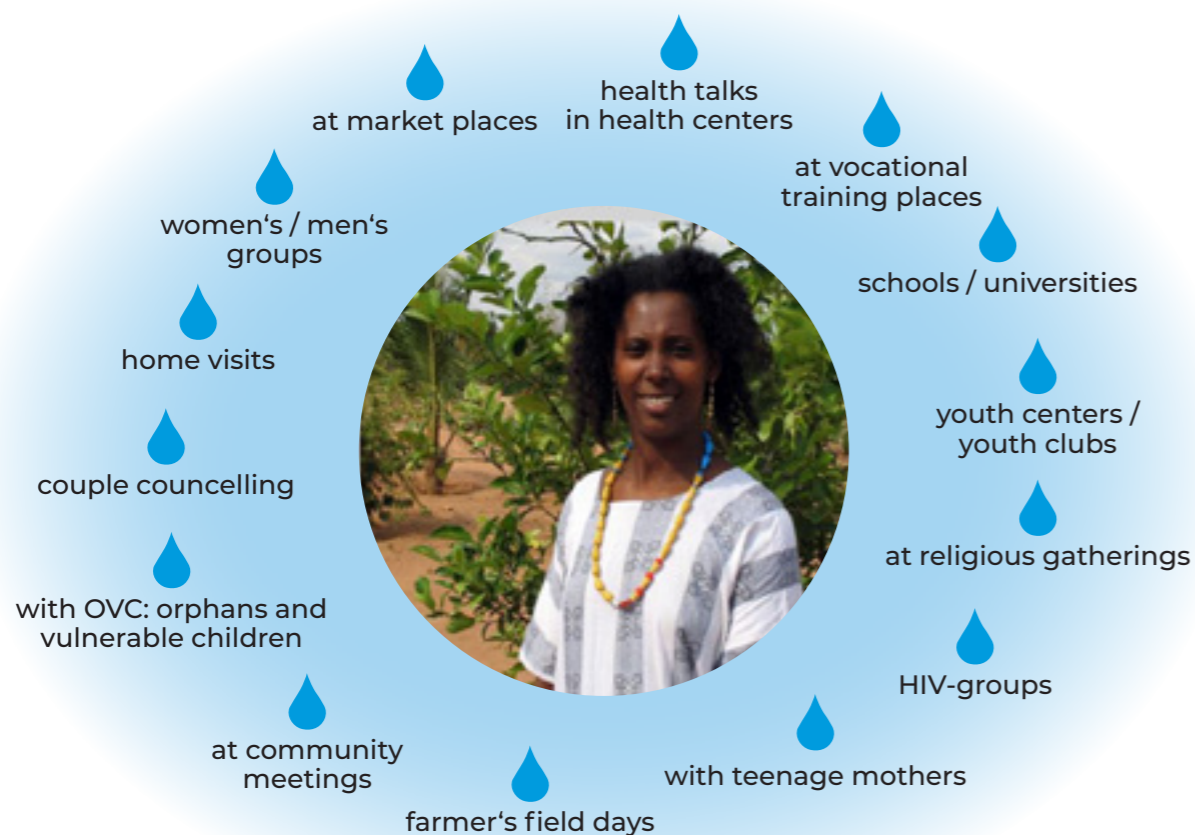 health talks
in health centers
at market places
at vocational
training places
women‘s / men‘s
groups
schools / universities
home visits
youth centers /
youth clubs
couple councelling
at religious gatherings
with OVC: orphans and
vulnerable children
HIV-groups
at community
meetings
with teenage mothers
farmer‘s field days